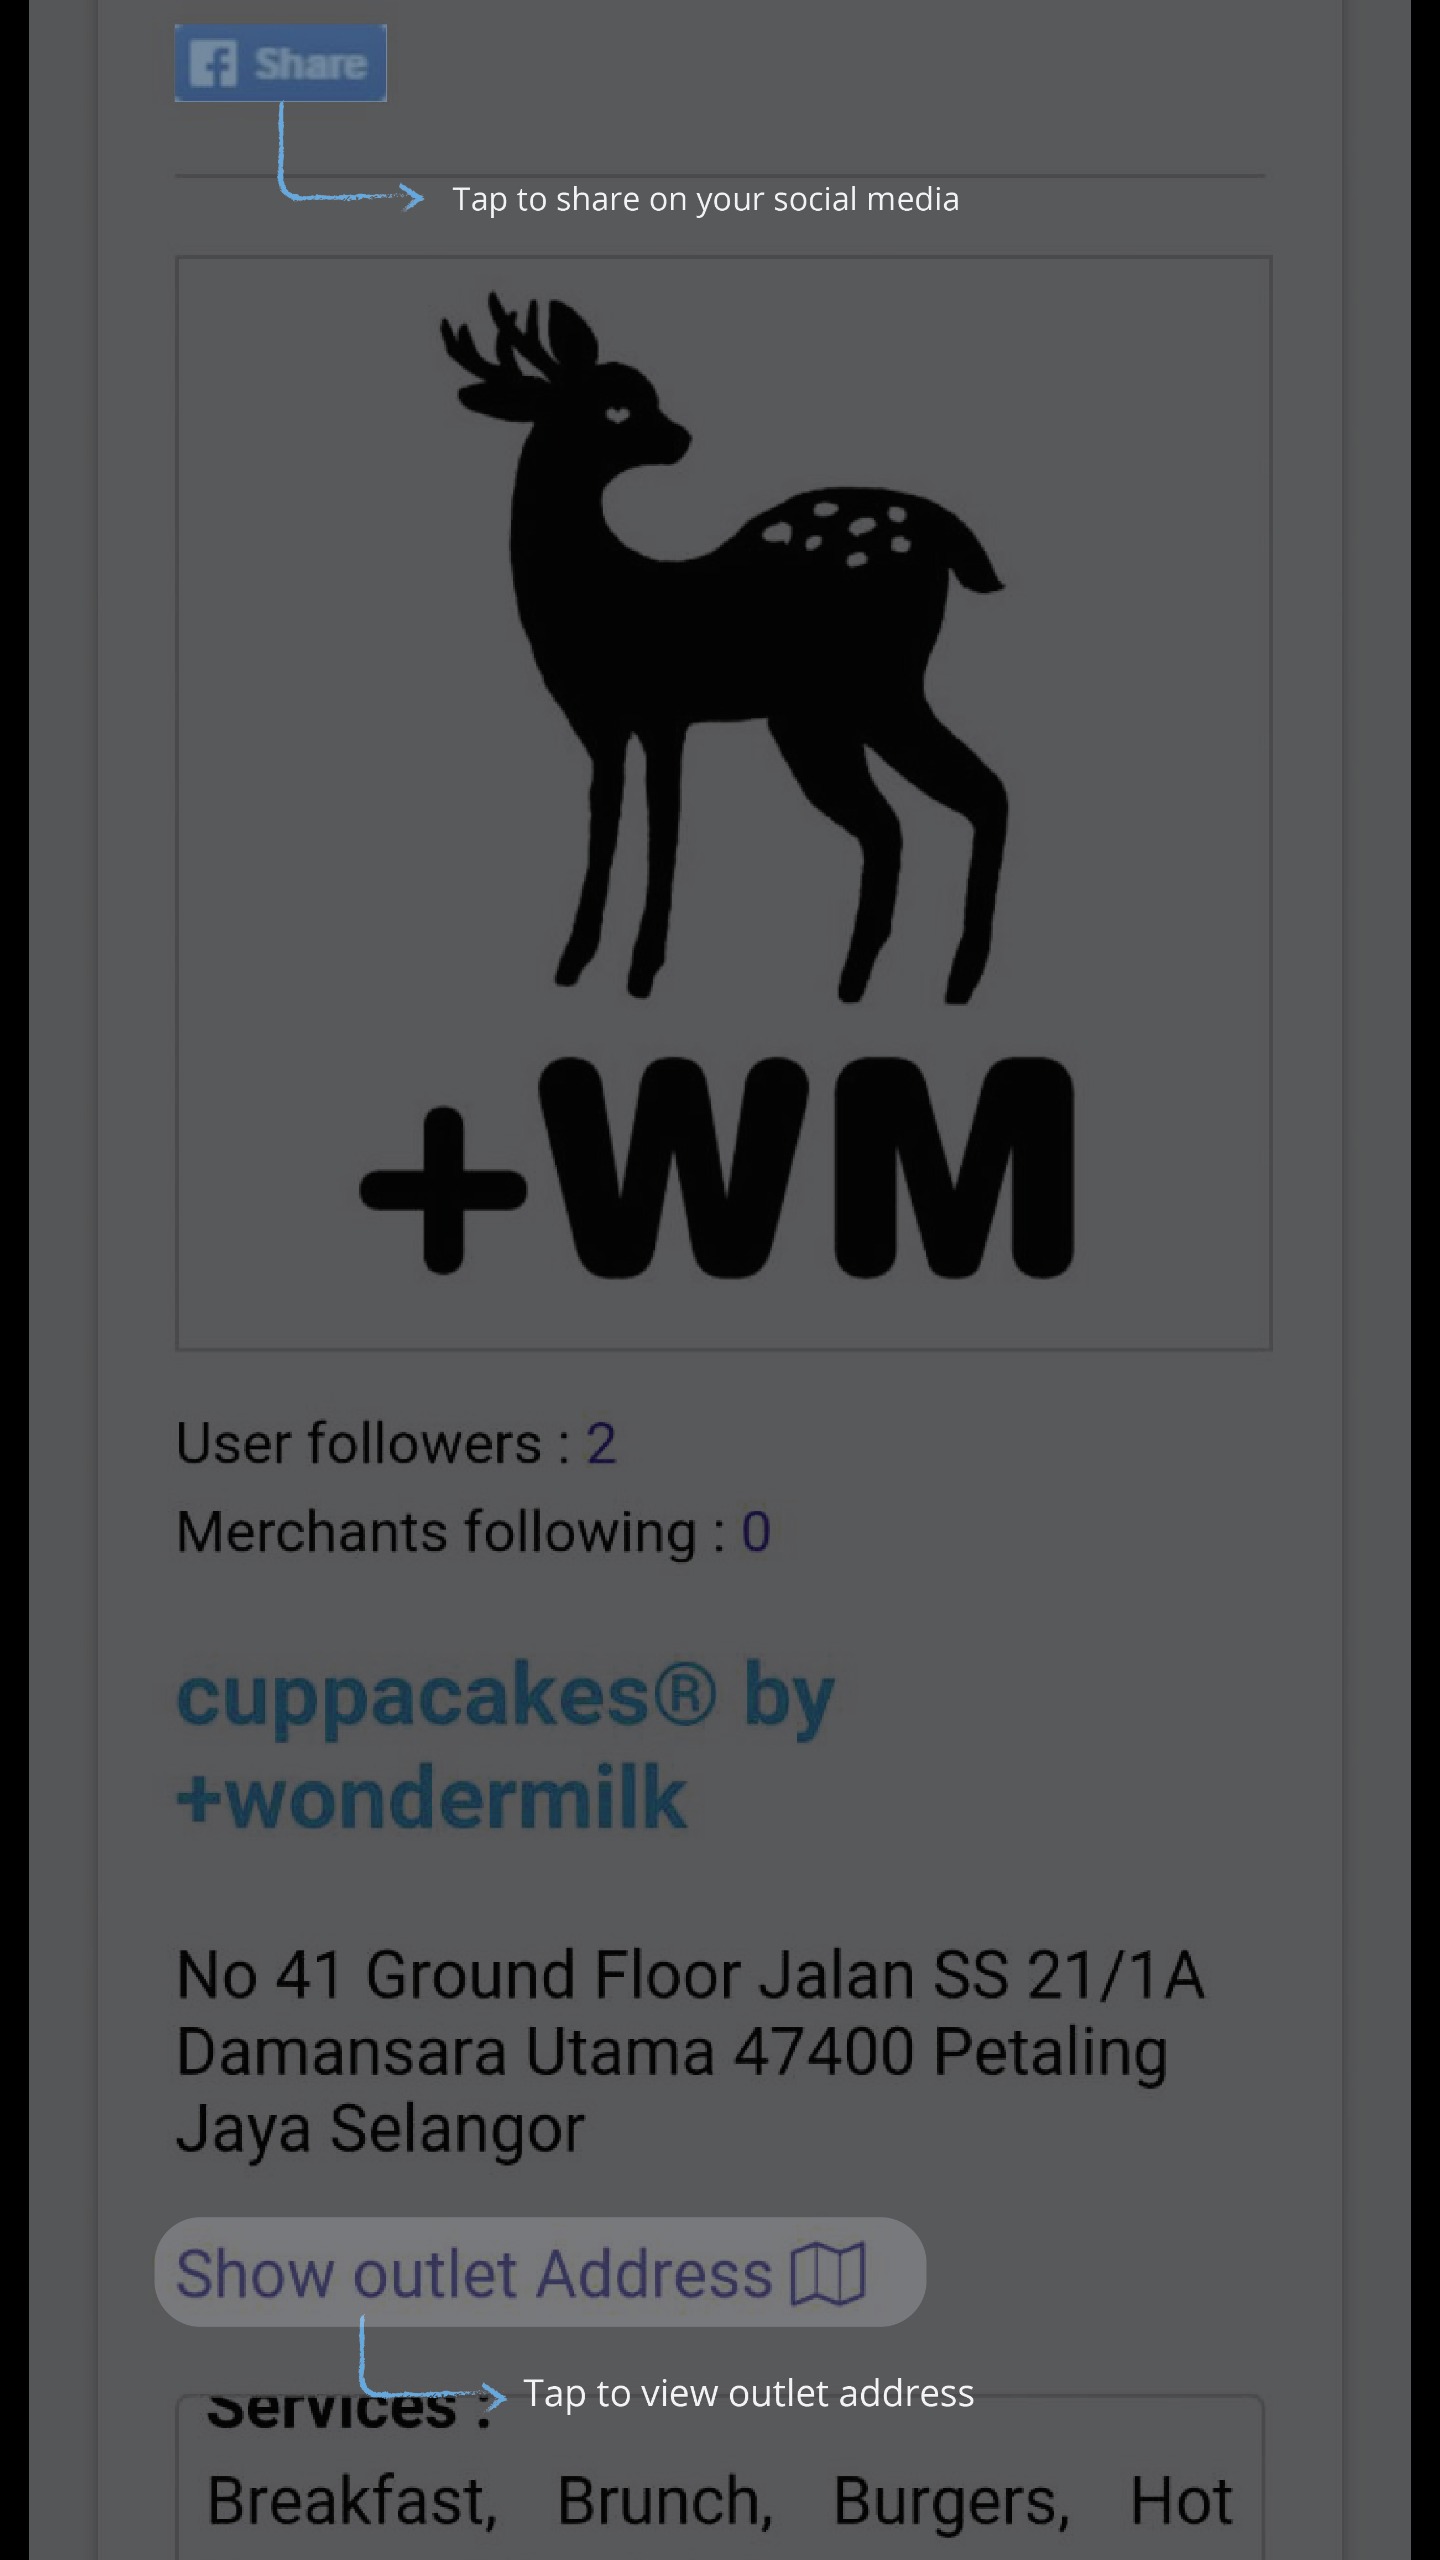 Share
Tap to share on your social media
+WM
User followers : 2
Merchants following : 0
cuppacakes® by
+wondermilk
No 41 Ground Floor Jalan SS 21/1A
Damansara Utama 47400 Petaling
Jaya Selangor
Show outlet Address
Tap to view outlet address
Services :
Breakfast, Brunch, Burgers, Hot